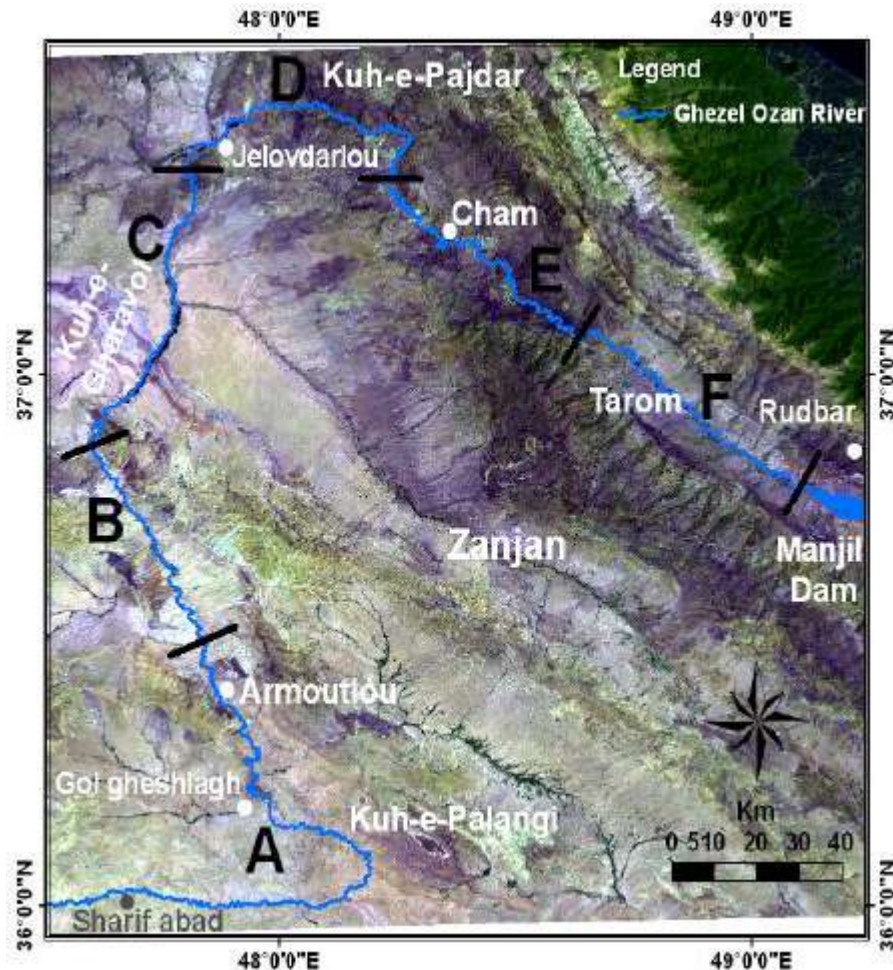 48°0'0"E
49°0'0"E
D
Kuh-e-Pajdar
Legend
Ghezel Ozan River
Jelovdarlou
C
Cham
E
Kuh-e-
Gharavol
37°0'0"N
37°0'0"N
Tarom
F
Rudbar
B
Zanjan
Manjil
Dam
Armoutlou
Gol gheshlagh
Kuh-e-Palangi
Km
A
0 510 20 30 40
Sharif abad
36°0'0"N
36°0'0"N
48°0'0"E
49°0'0"E